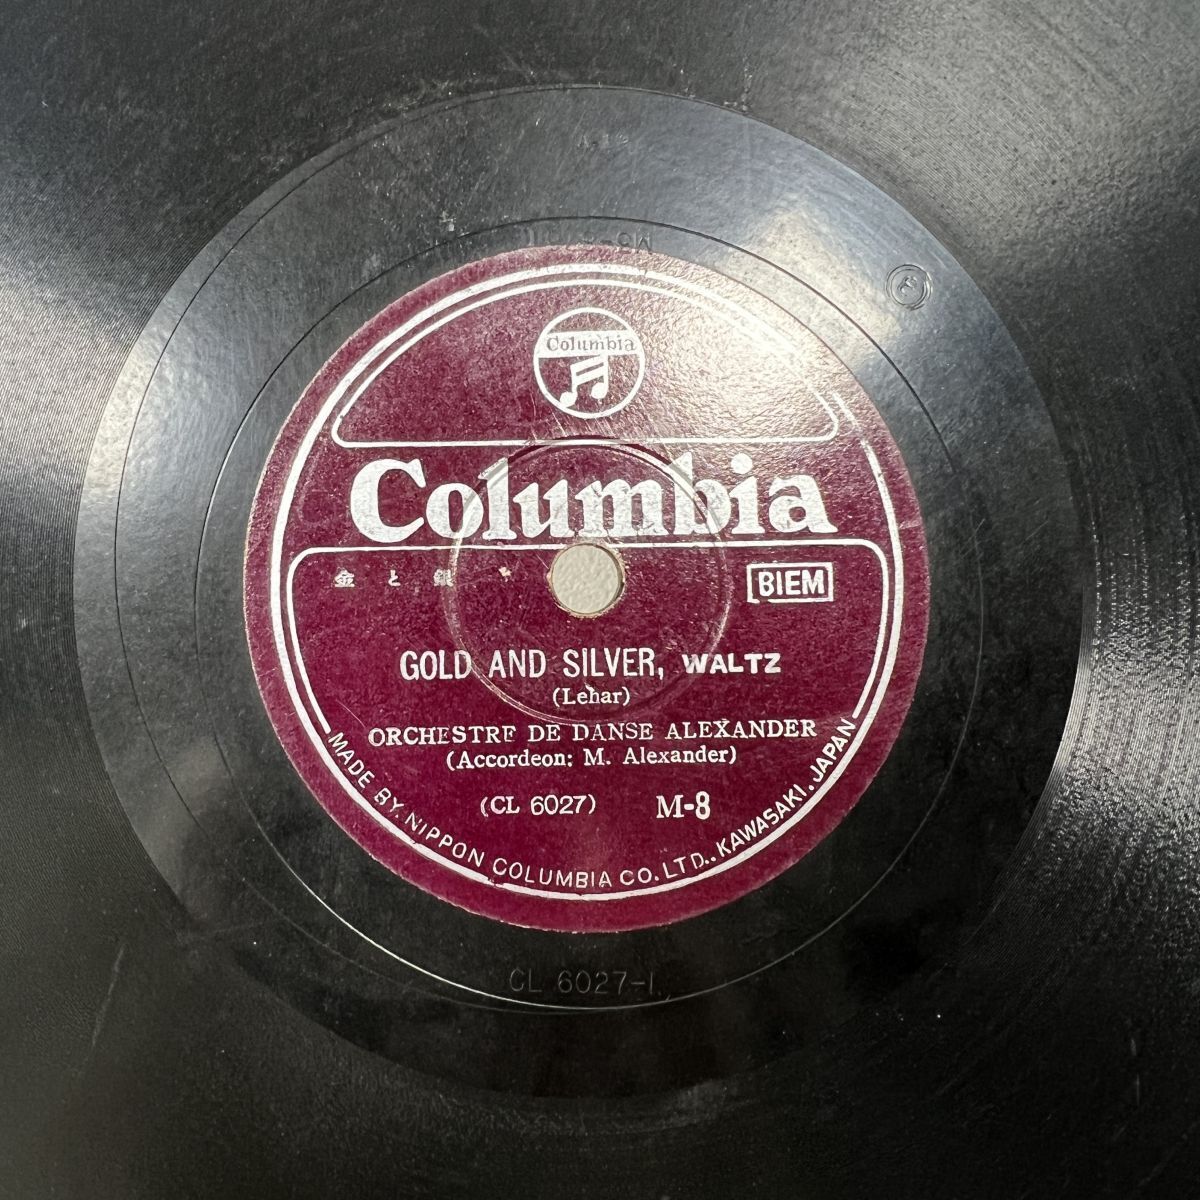 Columbia
Columbia
金と銀
BIEM
GOLD AND SILVER, WALTZ
(Lehar)
ORCHESTRE DE DANSE ALEXANDER
(Accordeon: M. Alexander)
(CL 6027) M-8
MADE BY. NIPPON COLUMBIA CO. LTD., KAWASAKI, JAPAN
CL 6027-1.
F